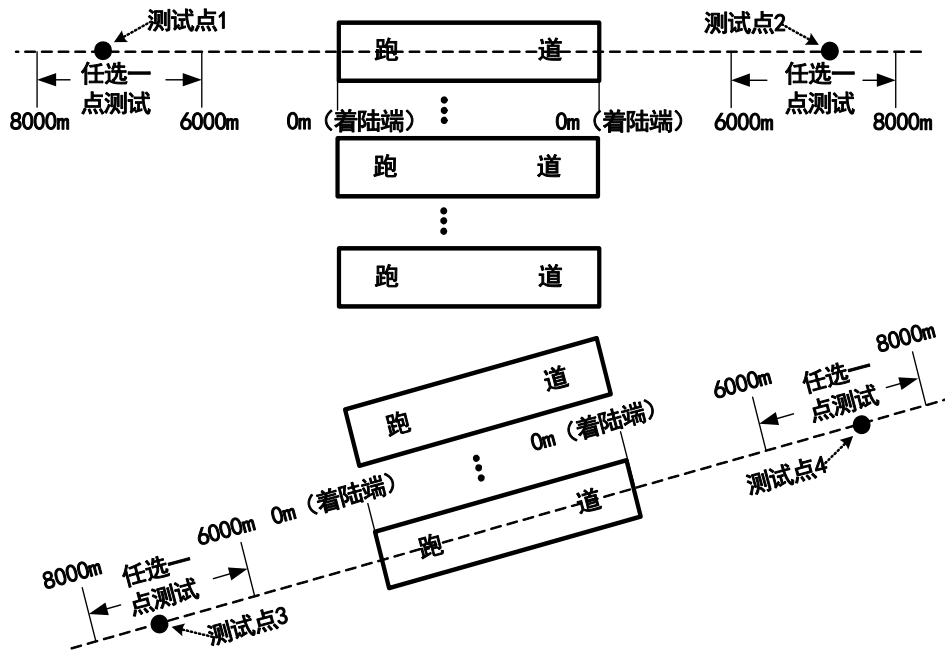 测试点1
测试点2
跑 道
任选一
点测试
任选一
点测试
8000m
6000m
0m（着陆端）
0m（着陆端）
6000m
8000m
跑 道
跑 道
8000m
任选一
点测试
6000m
跑 道
0m（着陆端）
测试点4
0m（着陆端）
6000m
跑 道
8000m
任选一
点测试
测试点3